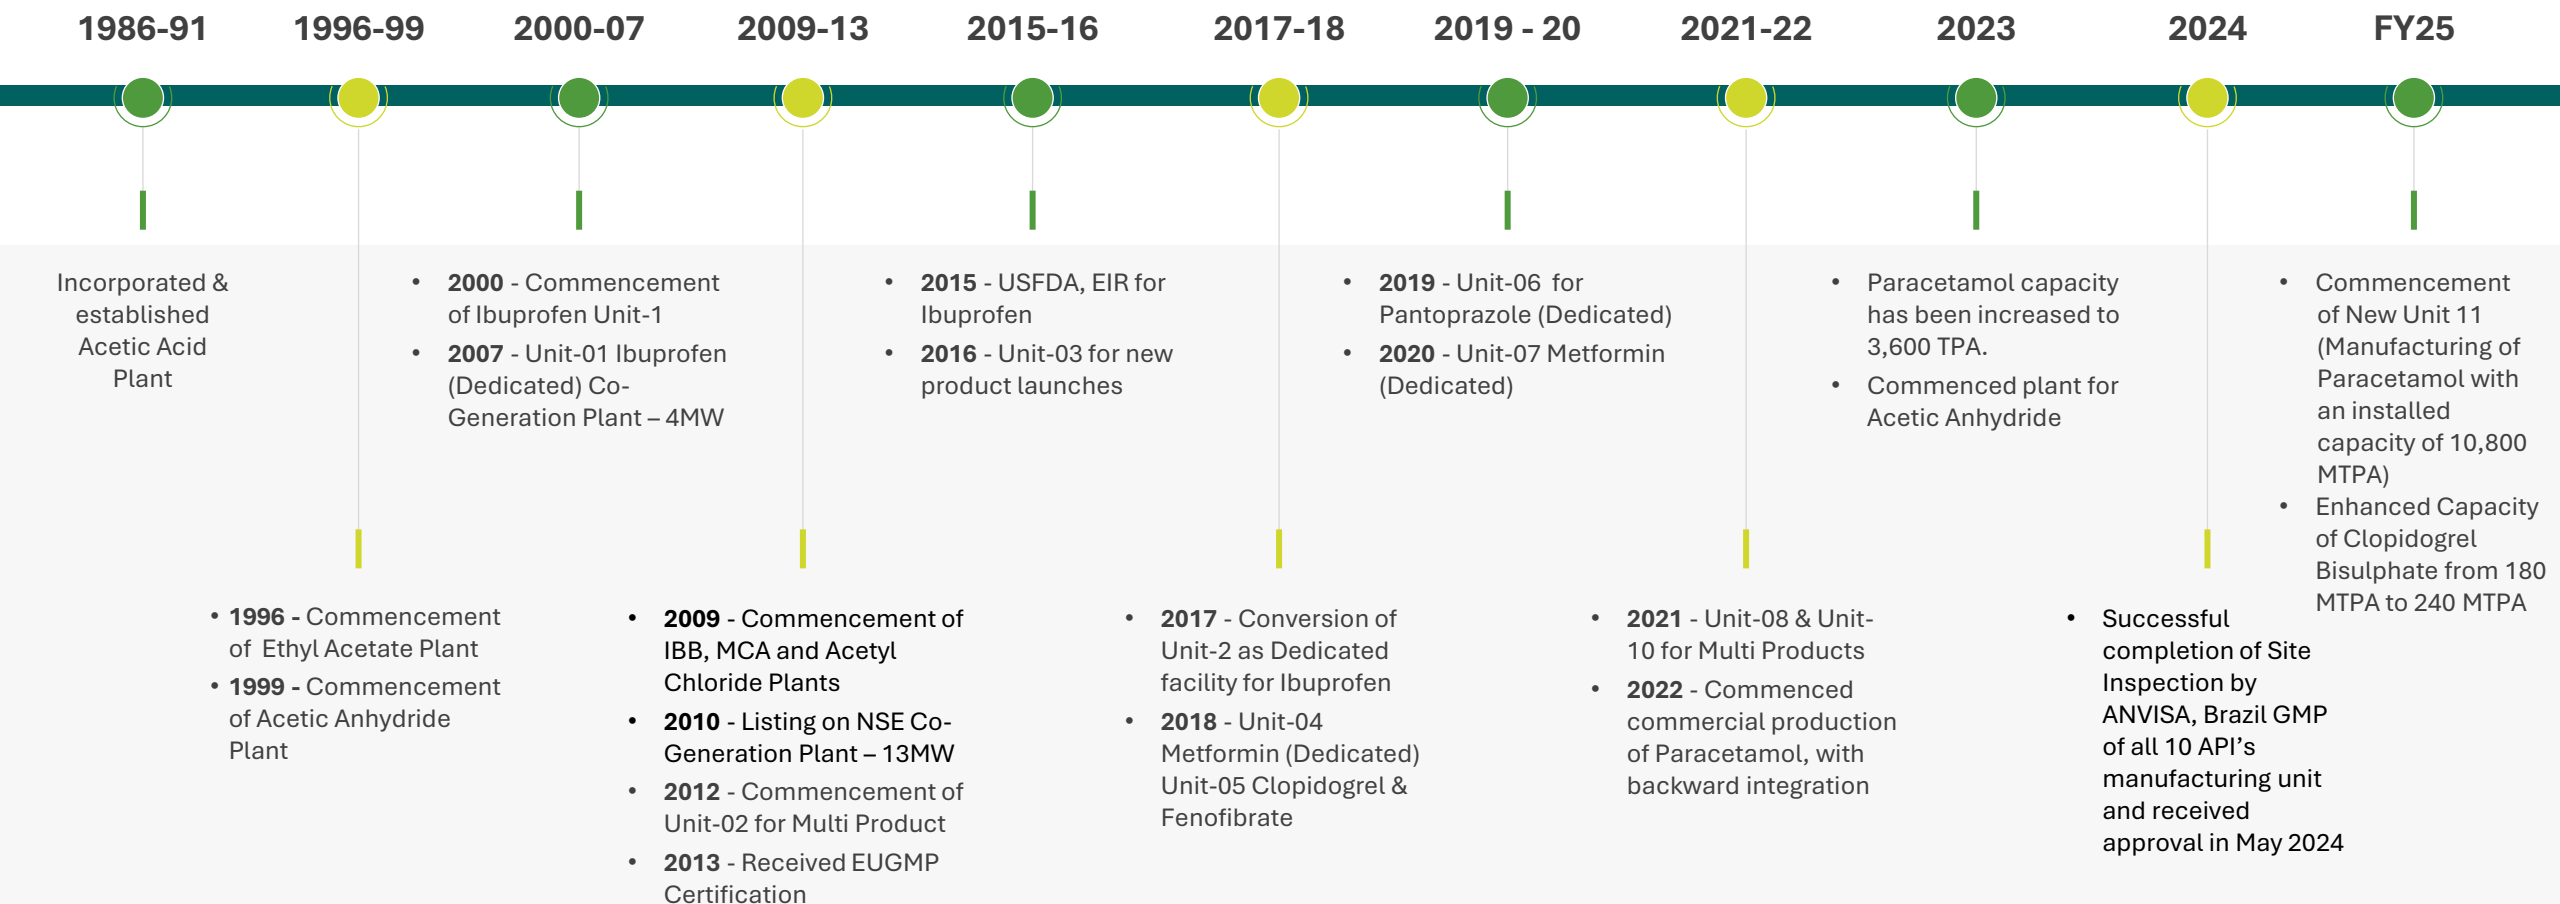 1986-91
1996-99
2000-07
2009-13
2015-16
2017-18
2019 - 20
2021-22
2023
2024
FY25
Incorporated &
established
Acetic Acid
Plant
• 1996 - Commencement
of Ethyl Acetate Plant
• 1999 - Commencement
of Acetic Anhydride
Plant
• 2000 - Commencement
of Ibuprofen Unit-1
• 2007 - Unit-01 Ibuprofen
(Dedicated) Co-
Generation Plant – 4MW
• 2009 - Commencement of
IBB, MCA and Acetyl
Chloride Plants
• 2010 - Listing on NSE Co-
Generation Plant – 13MW
• 2012 - Commencement of
Unit-02 for Multi Product
• 2013 - Received EUGMP
Certification
• 2015 - USFDA, EIR for
Ibuprofen
• 2016 - Unit-03 for new
product launches
• 2017 - Conversion of
Unit-2 as Dedicated
facility for Ibuprofen
• 2018 - Unit-04
Metformin (Dedicated)
Unit-05 Clopidogrel &
Fenofibrate
• 2019 - Unit-06 for
Pantoprazole (Dedicated)
• 2020 - Unit-07 Metformin
(Dedicated)
• 2021 - Unit-08 & Unit-
10 for Multi Products
• 2022 - Commenced
commercial production
of Paracetamol, with
backward integration
• Paracetamol capacity
has been increased to
3,600 TPA.
• Commenced plant for
Acetic Anhydride
• Successful
completion of Site
Inspection by
ANVISA, Brazil GMP
of all 10 API’s
manufacturing unit
and received
approval in May 2024
• Commencement
of New Unit 11
(Manufacturing of
Paracetamol with
an installed
capacity of 10,800
MTPA)
• Enhanced Capacity
of Clopidogrel
Bisulphate from 180
MTPA to 240 MTPA